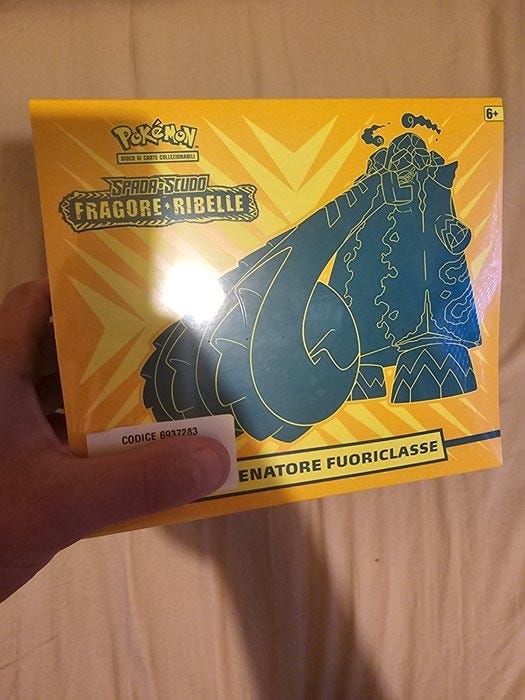 6+
POKéMON
GIOCO DI CARTE COLLEZIONABILI
SPADA E SCUDO
FRAGORE RIBELLE
CODICE 6937283
ENATORE FUORICLASSE